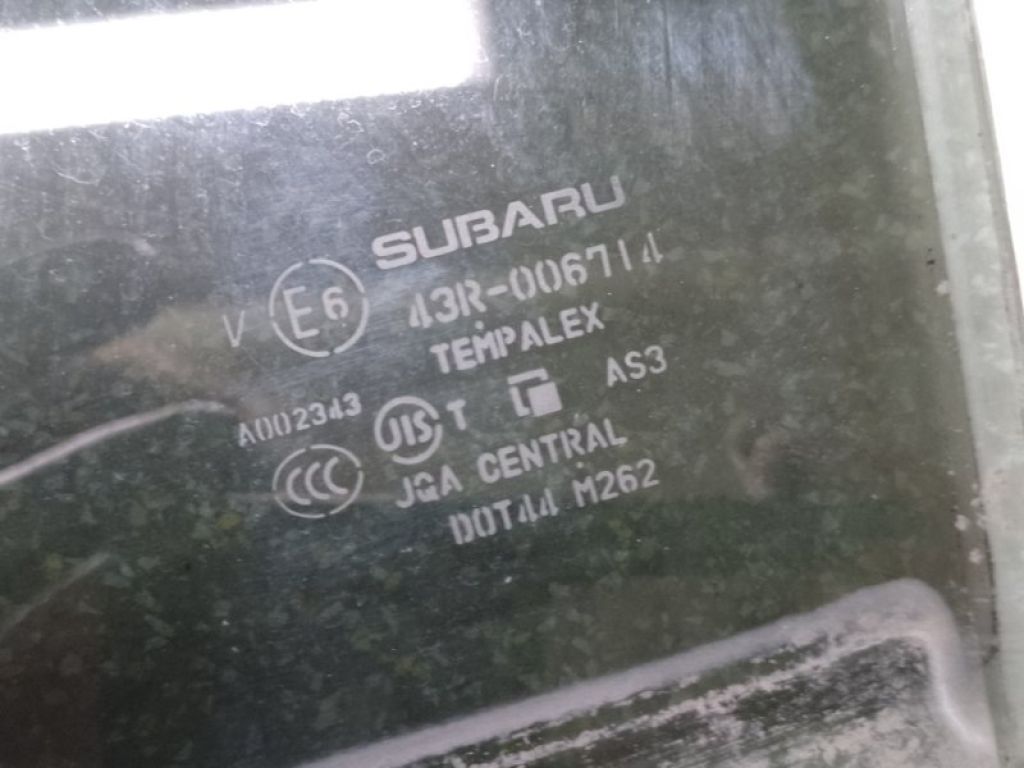 SUBARU
V E6 43R-006714
TEMPALEX
A002343 JIS T AS3
CCC JQA CENTRAL
DOT44 M262